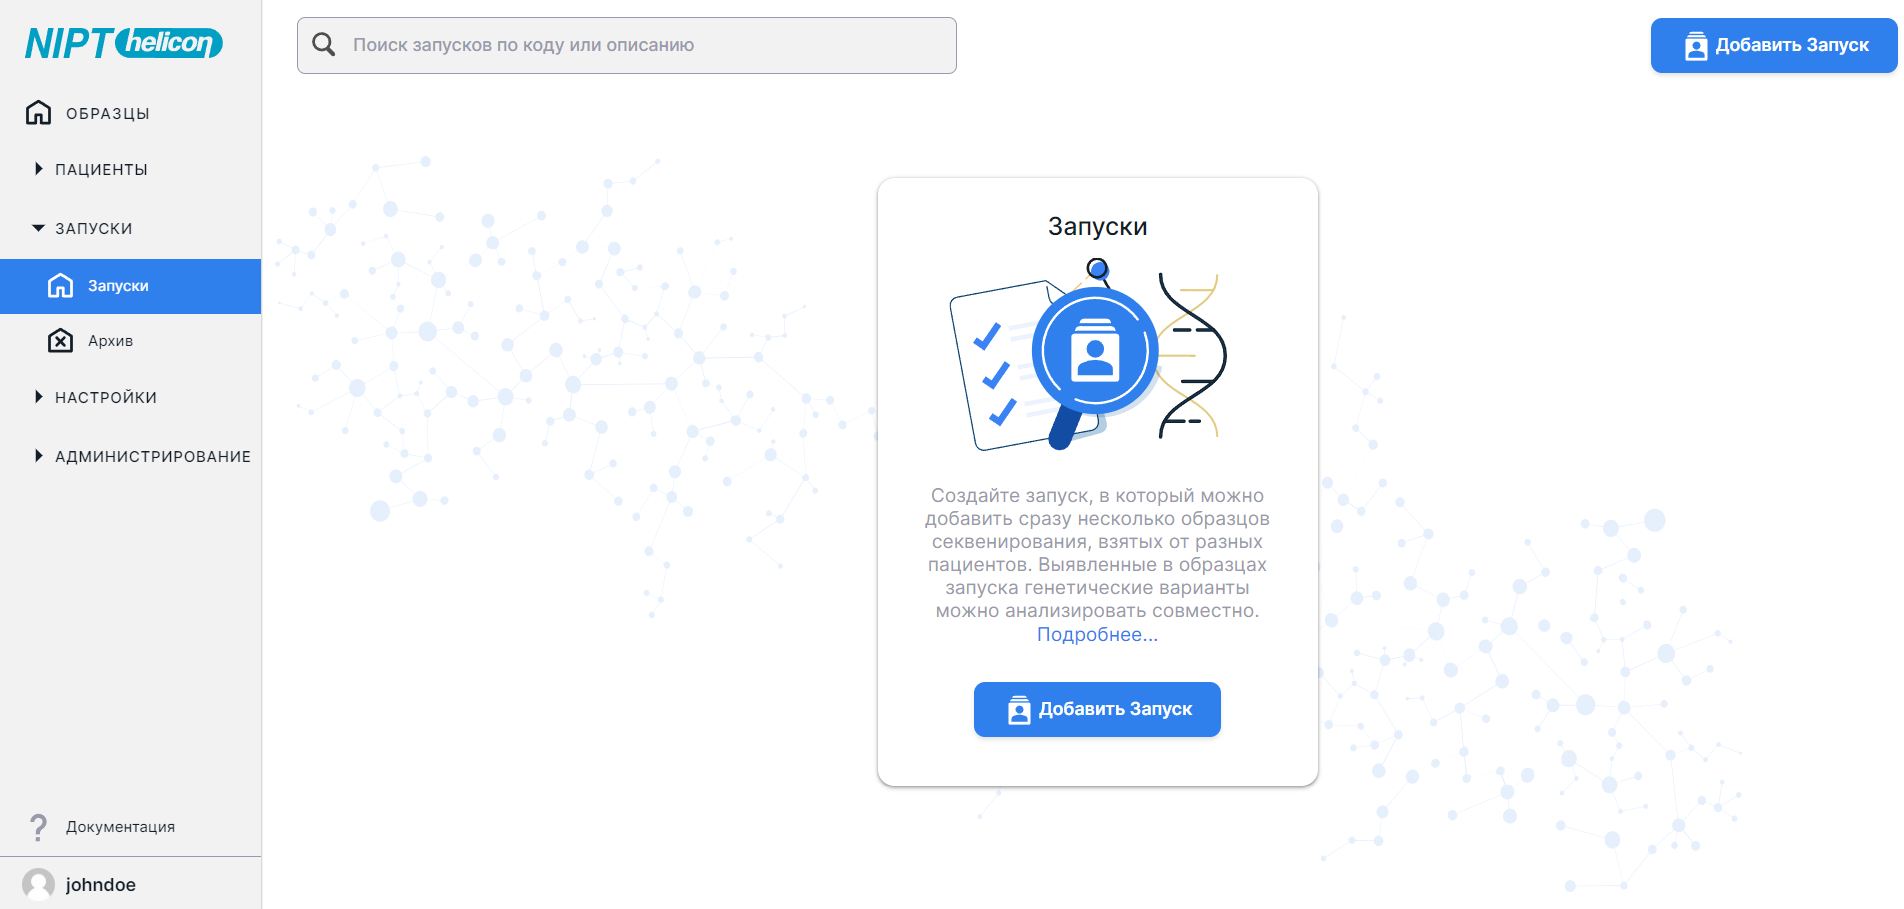 NIPT helicon
ОБРАЗЦЫ
ПАЦИЕНТЫ
ЗАПУСКИ
Запуски
Архив
НАСТРОЙКИ
АДМИНИСТРИРОВАНИЕ
Документация
johndoe
Поиск запусков по коду или описанию
Добавить Запуск
Запуски
Создайте запуск, в который можно
добавить сразу несколько образцов
секвенирования, взятых от разных
пациентов. Выявленные в образцах
запуска генетические варианты
можно анализировать совместно.
Подробнее...
Добавить Запуск